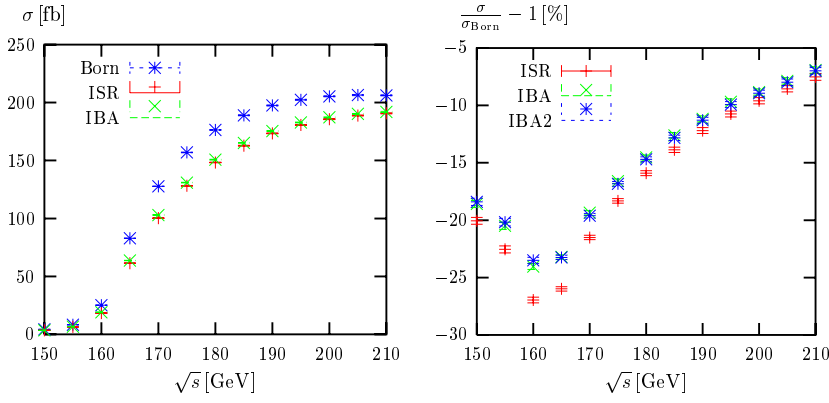 σ [fb]
250
200
150
100
50
0
Born
ISR
IBA
150 160 170 180 190 200 210
√s [GeV]
σ/σ_Born − 1 [%]
−5
−10
−15
−20
−25
−30
ISR
IBA
IBA2
150 160 170 180 190 200 210
√s [GeV]